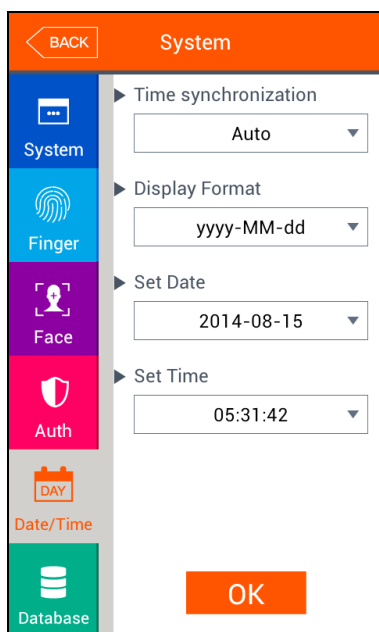 BACK
System
System
Finger
Face
Auth
DAY
Date/Time
Database
Time synchronization
Auto
Display Format
yyyy-MM-dd
Set Date
2014-08-15
Set Time
05:31:42
OK